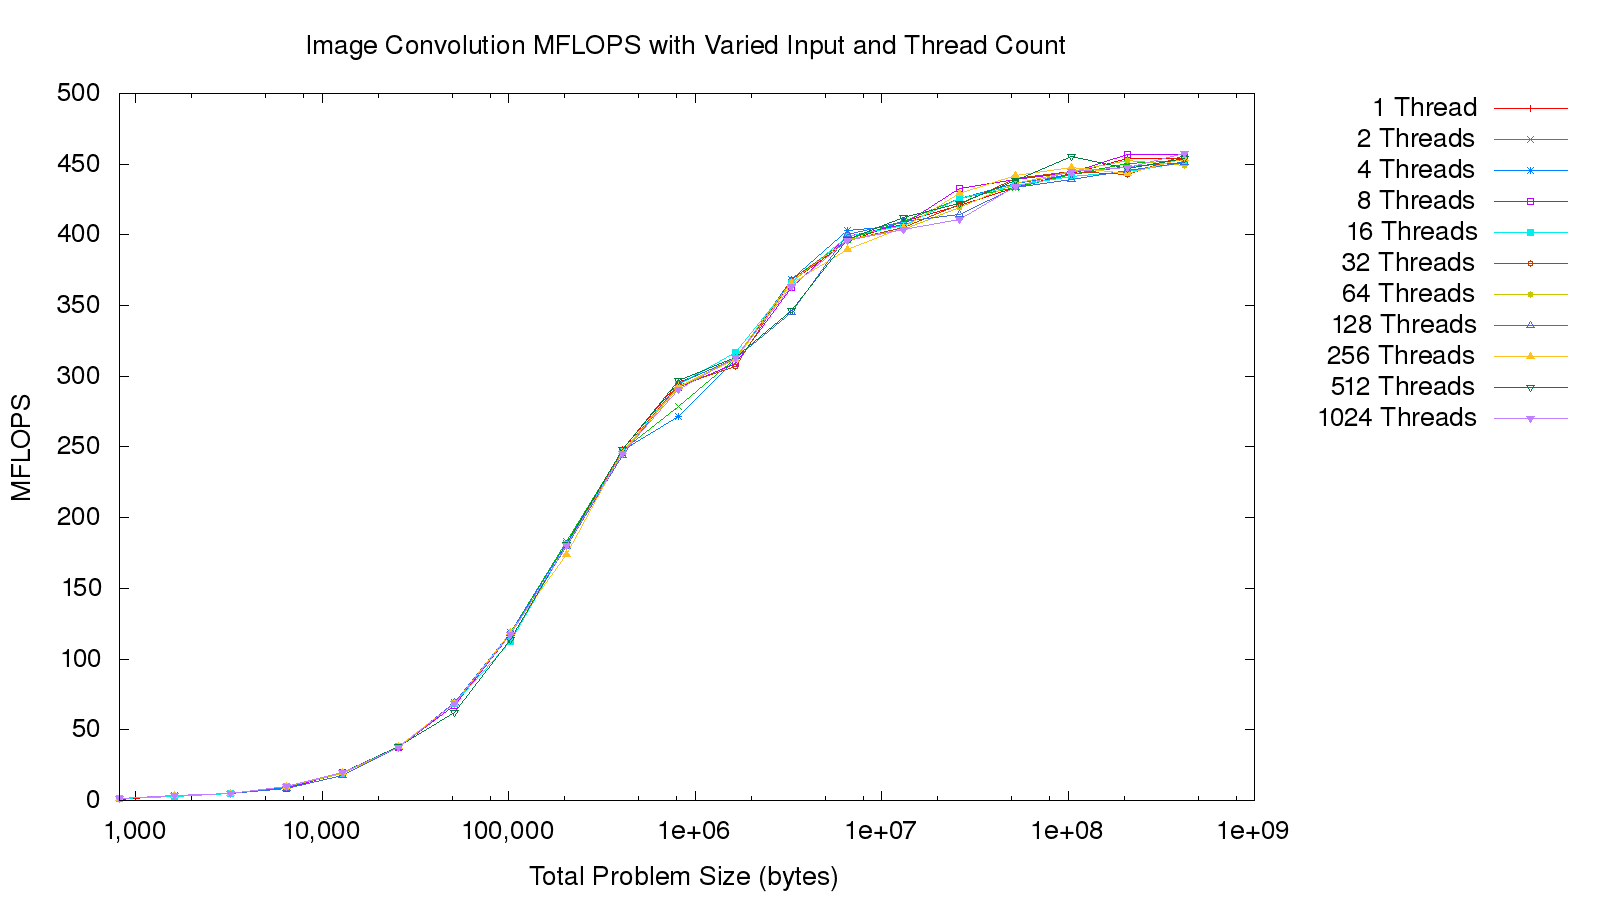 Image Convolution MFLOPS with Varied Input and Thread Count
500
450
400
350
300
250
200
150
100
50
0
MFLOPS
1,000
10,000
100,000
1e+06
1e+07
1e+08
1e+09
Total Problem Size (bytes)
1 Thread
2 Threads
4 Threads
8 Threads
16 Threads
32 Threads
64 Threads
128 Threads
256 Threads
512 Threads
1024 Threads